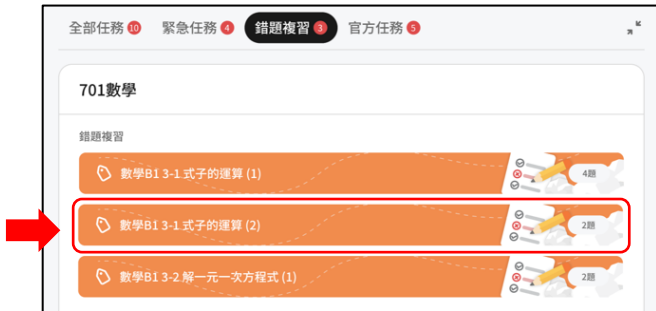 全部任務 10 緊急任務 4 錯題複習 3 官方任務 5
701數學
錯題複習
數學B1 3-1 式子的運算 (1) 4題
數學B1 3-1 式子的運算 (2) 2題
數學B1 3-2 解一元一次方程式 (1) 2題